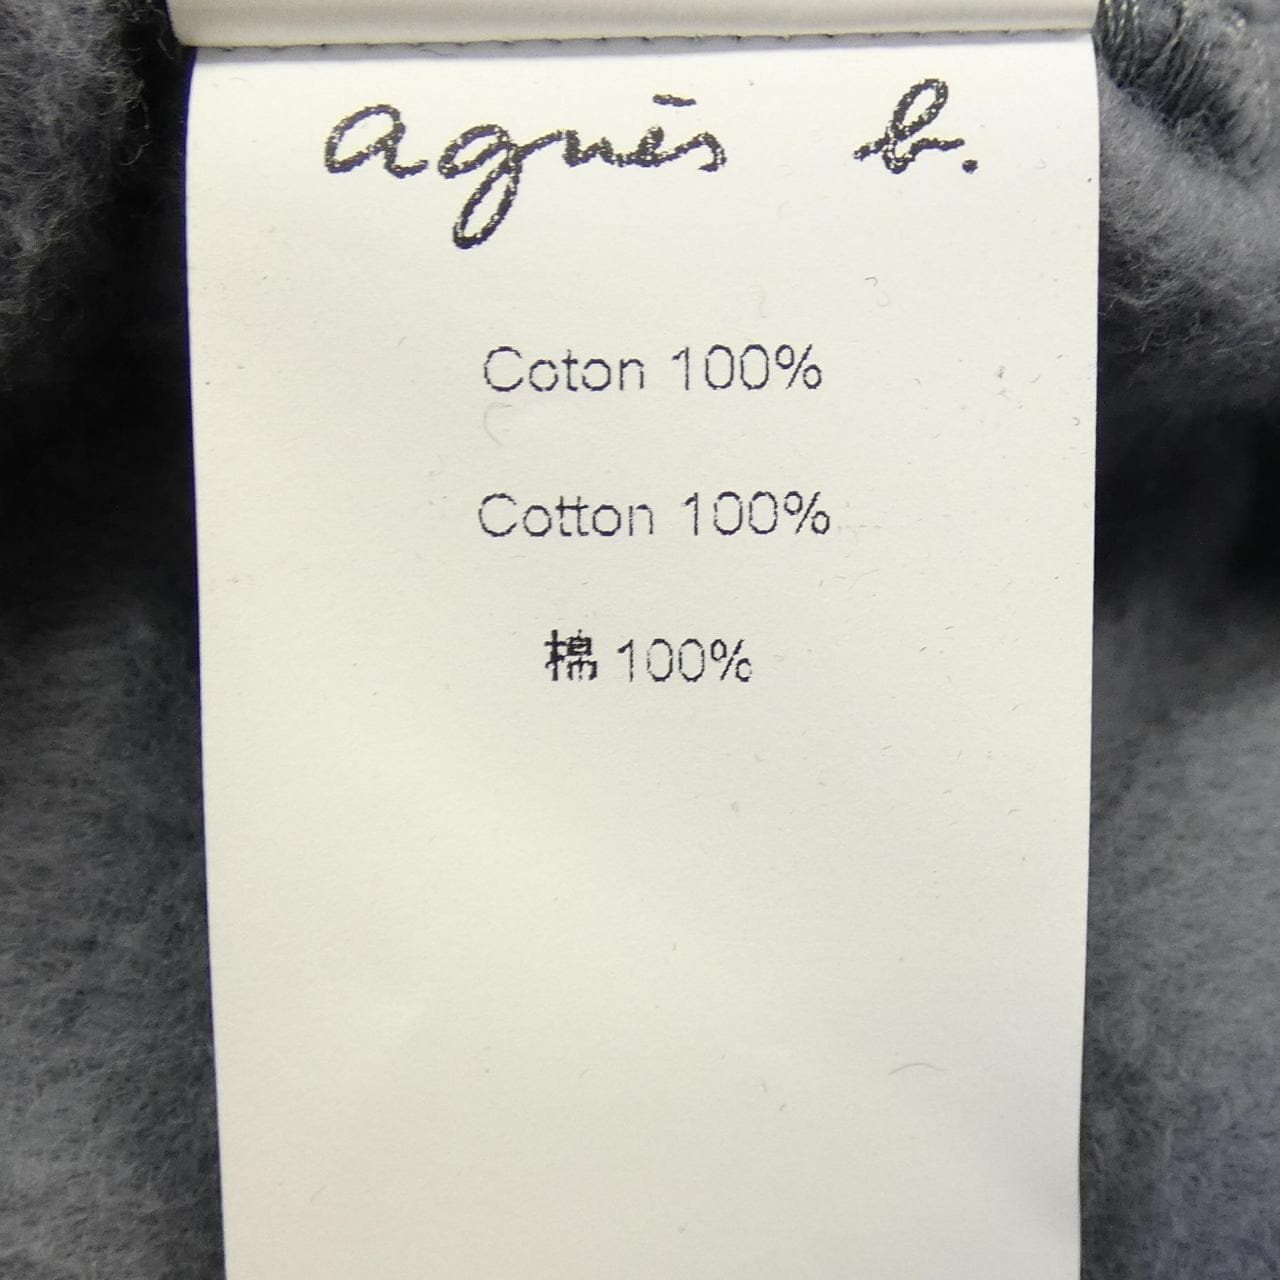 agnès b.
Coton 100%
Cotton 100%
棉 100%